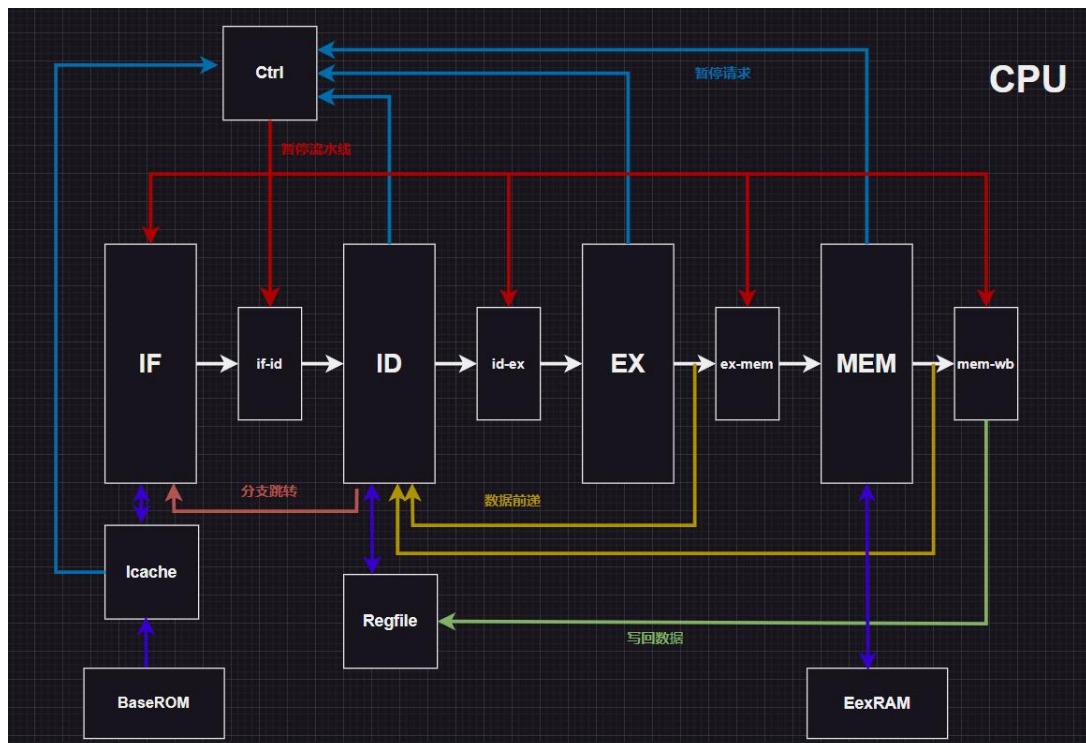 Ctrl
暂停请求
CPU
暂停流水线
IF
if-id
ID
id-ex
EX
ex-mem
MEM
mem-wb
分支跳转
数据前递
Icache
Regfile
写回数据
BaseROM
EexRAM